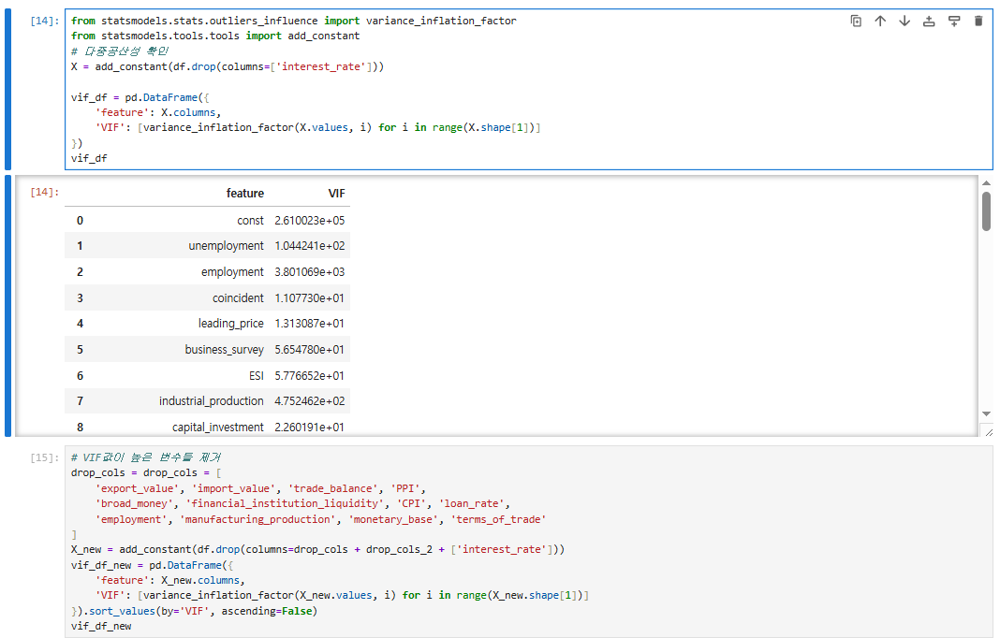 [14]: from statsmodels.stats.outliers_influence import variance_inflation_factor
from statsmodels.tools.tools import add_constant
# 다중공산성 확인
X = add_constant(df.drop(columns=['interest_rate']))
vif_df = pd.DataFrame({
'feature': X.columns,
'VIF': [variance_inflation_factor(X.values, i) for i in range(X.shape[1])]
})
vif_df
[14]: feature VIF
0 const 2.610023e+05
1 unemployment 1.044241e+02
2 employment 3.801069e+03
3 coincident 1.107730e+01
4 leading_price 1.313087e+01
5 business_survey 5.654780e+01
6 ESI 5.776652e+01
7 industrial_production 4.752462e+02
8 capital_investment 2.260191e+01
[15]: # VIF값이 높은 변수들 제거
drop_cols = drop_cols = [
'export_value', 'import_value', 'trade_balance', 'PPI',
'broad_money', 'financial_institution_liquidity', 'CPI', 'loan_rate',
'employment', 'manufacturing_production', 'monetary_base', 'terms_of_trade'
]
X_new = add_constant(df.drop(columns=drop_cols + drop_cols_2 + ['interest_rate']))
vif_df_new = pd.DataFrame({
'feature': X_new.columns,
'VIF': [variance_inflation_factor(X_new.values, i) for i in range(X_new.shape[1])]
}).sort_values(by='VIF', ascending=False)
vif_df_new